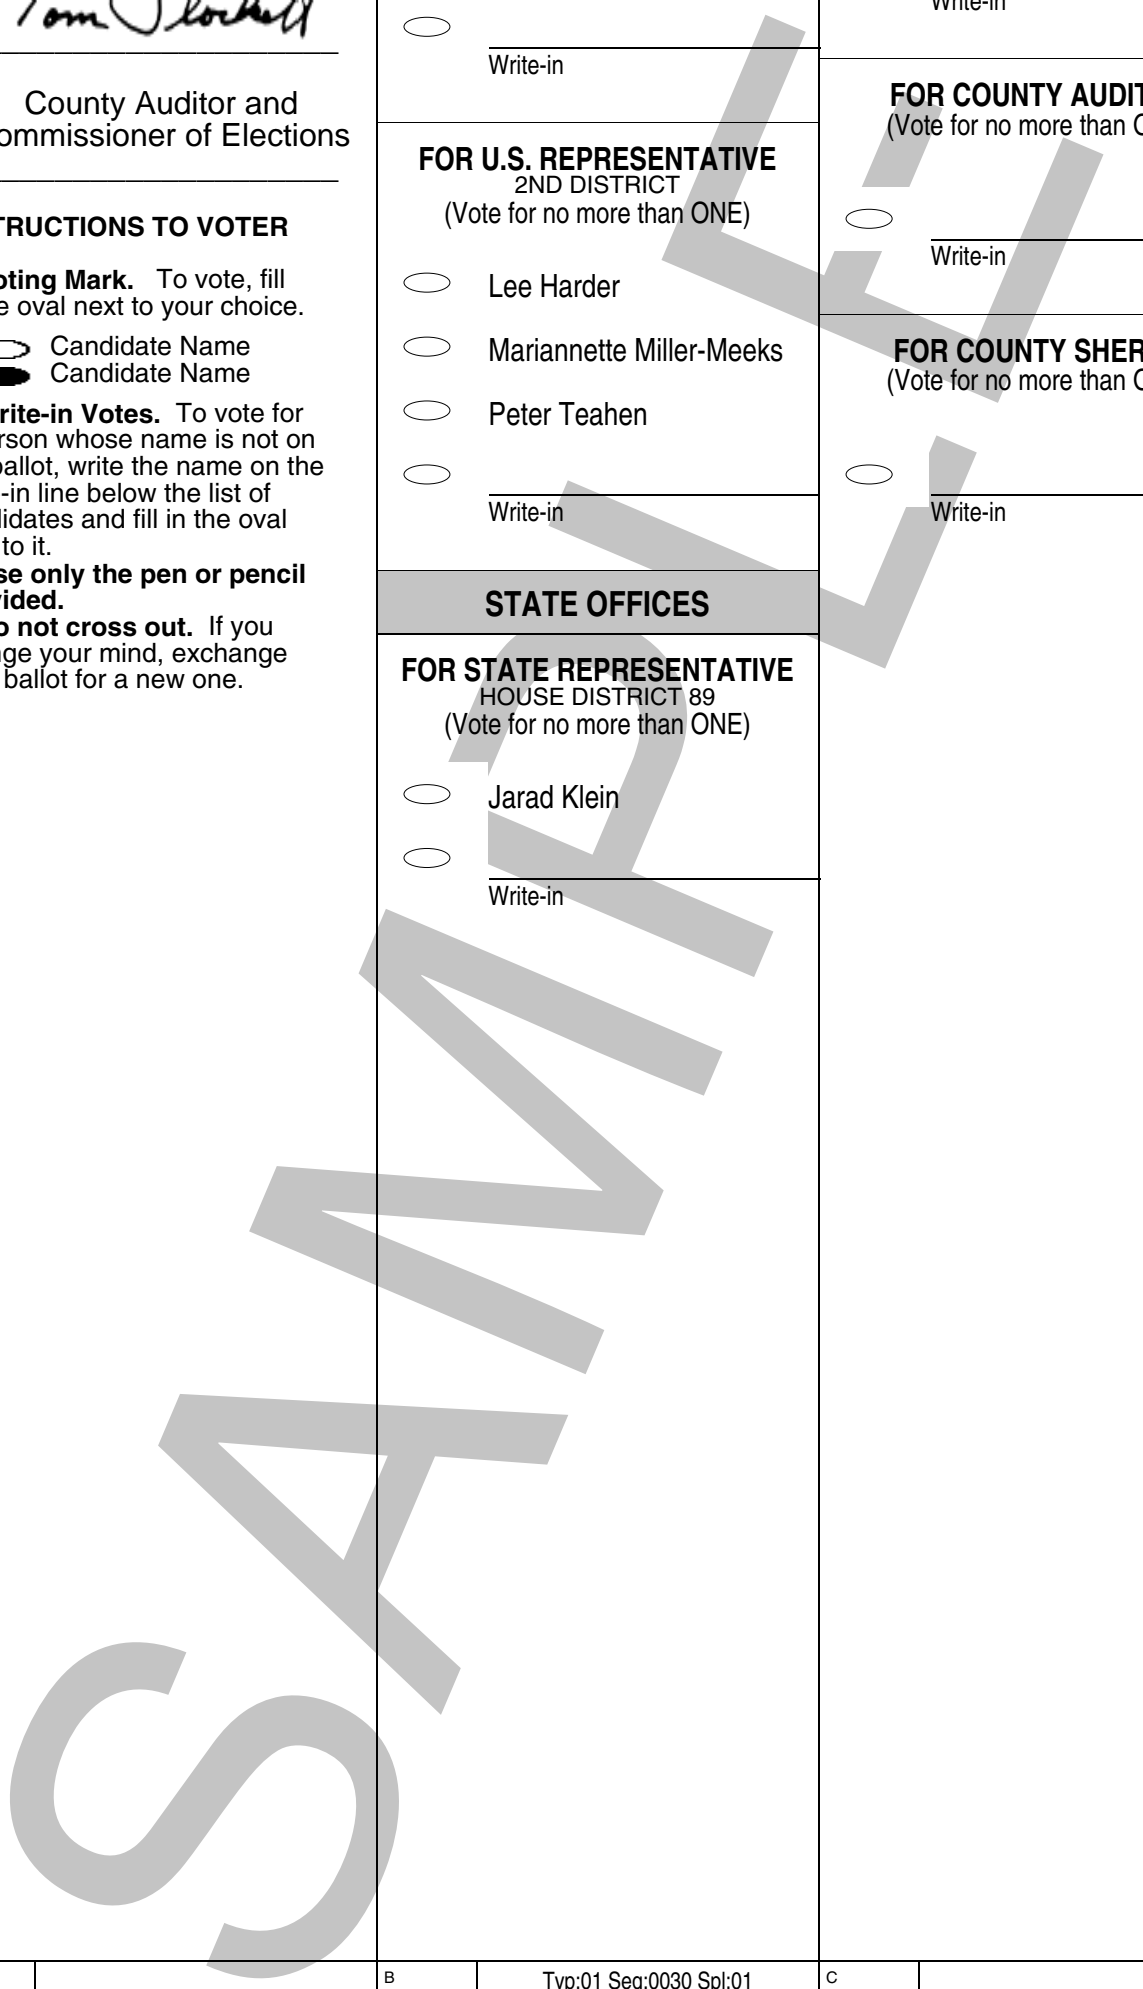 Tom Slockett
County Auditor and
ommissioner of Elections
TRUCTIONS TO VOTER
oting Mark. To vote, fill
e oval next to your choice.
Candidate Name
Candidate Name
rite-in Votes. To vote for
rson whose name is not on
ballot, write the name on the
-in line below the list of
lidates and fill in the oval
to it.
se only the pen or pencil
vided.
o not cross out. If you
nge your mind, exchange
ballot for a new one.
Write-in
FOR U.S. REPRESENTATIVE
2ND DISTRICT
(Vote for no more than ONE)
Lee Harder
Mariannette Miller-Meeks
Peter Teahen
Write-in
STATE OFFICES
FOR STATE REPRESENTATIVE
HOUSE DISTRICT 89
(Vote for no more than ONE)
Jarad Klein
Write-in
B
Typ:01 Seq:0030 Spl:01
Write-in
FOR COUNTY AUDIT
(Vote for no more than O
Write-in
FOR COUNTY SHER
(Vote for no more than O
Write-in
C
SAMPLE